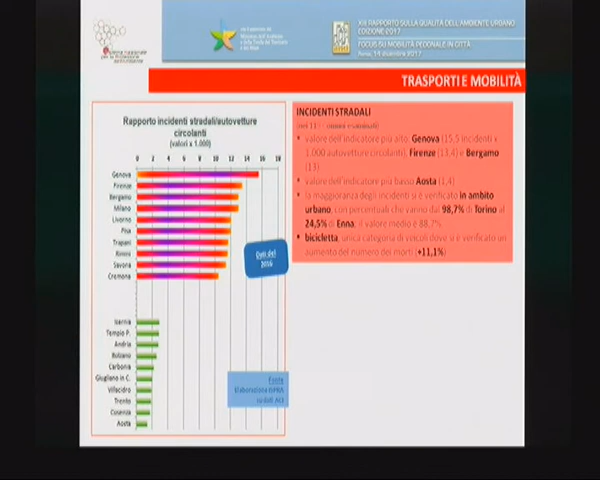 XIII RAPPORTO SULLA QUALITÀ DELL'AMBIENTE URBANO
EDIZIONE 2017
FOCUS SU MOBILITÀ PEDONALE IN CITTÀ
Roma, 14 dicembre 2017
TRASPORTI E MOBILITÀ
Rapporto incidenti stradali/autovetture
circolanti
(valori x 1.000)
0 2 4 6 8 10 12 14 16 18
Genova
Firenze
Bergamo
Milano
Livorno
Pisa
Trapani
Rimini
Savona
Cremona
Isernia
Tempio P.
Andria
Bolzano
Carbonia
Giugliano in C.
Villacidro
Trento
Cosenza
Aosta
Dati del
2016
Fonte
Elaborazione ISPRA
su dati ACI
INCIDENTI STRADALI
• valore dell'indicatore più alto: Genova (15,5 incidenti x
1.000 autovetture circolanti), Firenze (13,4) e Bergamo
(13)
• valore dell'indicatore più basso Aosta (1,4)
• la maggioranza degli incidenti si è verificato in ambito
urbano, con percentuali che vanno dal 98,7% di Torino al
24,5% di Enna, il valore medio è 88,7%
• bicicletta, unica categoria di veicoli dove si è verificato un
aumento del numero dei morti (+11,1%)